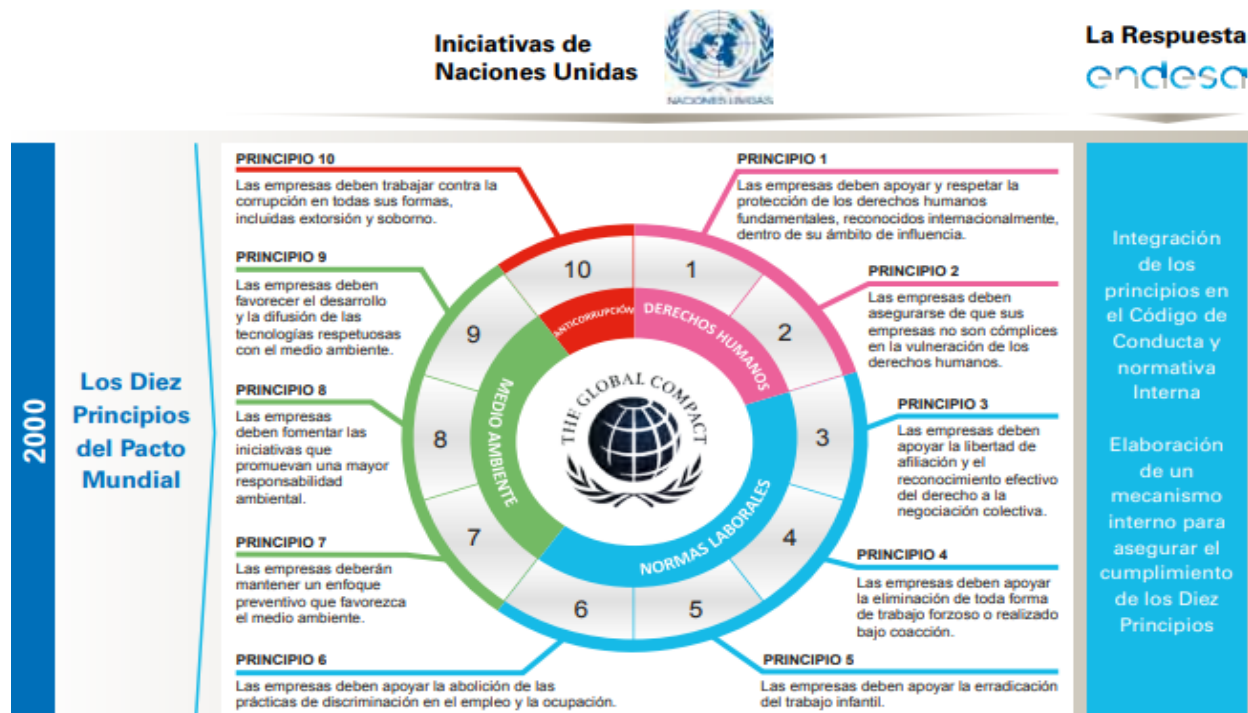 Iniciativas de
Naciones Unidas
NACIONES UNIDAS
La Respuesta
endesa
2000
Los Diez
Principios
del Pacto
Mundial
PRINCIPIO 10
Las empresas deben trabajar contra la
corrupción en todas sus formas,
incluidas extorsión y soborno.
PRINCIPIO 9
Las empresas deben
favorecer el desarrollo
y la difusión de las
tecnologías respetuosas
con el medio ambiente.
PRINCIPIO 8
Las empresas
deben fomentar las
iniciativas que
promuevan una mayor
responsabilidad
ambiental.
PRINCIPIO 7
Las empresas deberán
mantener un enfoque
preventivo que favorezca
el medio ambiente.
PRINCIPIO 6
Las empresas deben apoyar la abolición de las
prácticas de discriminación en el empleo y la ocupación.
10
1
9
2
8
3
7
4
6
5
ANTICORRUPCIÓN
DERECHOS HUMANOS
MEDIO AMBIENTE
NORMAS LABORALES
THE GLOBAL COMPACT
PRINCIPIO 1
Las empresas deben apoyar y respetar la
protección de los derechos humanos
fundamentales, reconocidos internacionalmente,
dentro de su ámbito de influencia.
PRINCIPIO 2
Las empresas deben
asegurarse de que sus
empresas no son cómplices
en la vulneración de los
derechos humanos.
PRINCIPIO 3
Las empresas deben
apoyar la libertad de
afiliación y el
reconocimiento efectivo
del derecho a la
negociación colectiva.
PRINCIPIO 4
Las empresas deben apoyar
la eliminación de toda forma
de trabajo forzoso o realizado
bajo coacción.
PRINCIPIO 5
Las empresas deben apoyar la erradicación
del trabajo infantil.
Integración
de los
principios en
el Código de
Conducta y
normativa
Interna
Elaboración
de un
mecanismo
interno para
asegurar el
cumplimiento
de los Diez
Principios